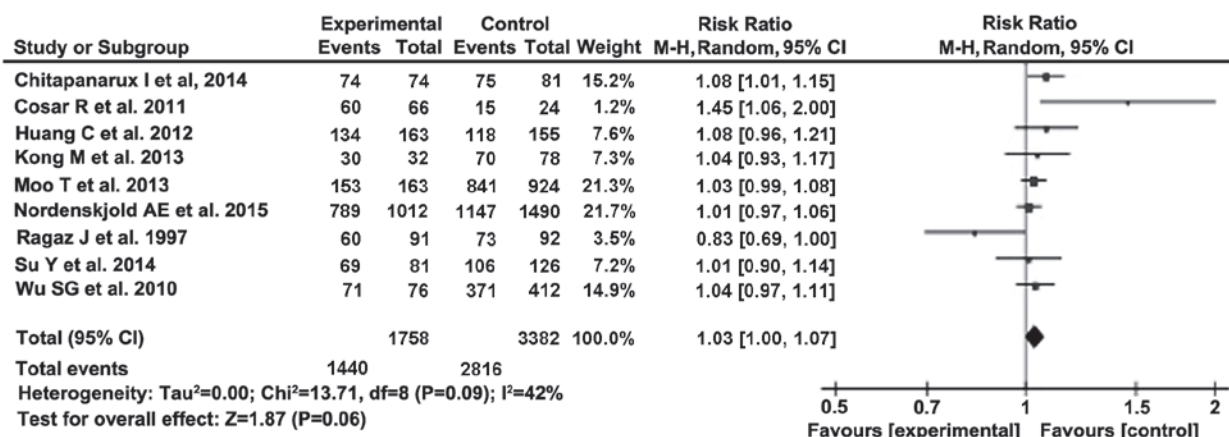 Experimental Control Risk Ratio Risk Ratio
Study or Subgroup Events Total Events Total Weight M-H, Random, 95% CI M-H, Random, 95% CI
Chitapanarux I et al, 2014 74 74 75 81 15.2% 1.08 [1.01, 1.15]
Cosar R et al. 2011 60 66 15 24 1.2% 1.45 [1.06, 2.00]
Huang C et al. 2012 134 163 118 155 7.6% 1.08 [0.96, 1.21]
Kong M et al. 2013 30 32 70 78 7.3% 1.04 [0.93, 1.17]
Moo T et al. 2013 153 163 841 924 21.3% 1.03 [0.99, 1.08]
Nordenskjold AE et al. 2015 789 1012 1147 1490 21.7% 1.01 [0.97, 1.06]
Ragaz J et al. 1997 60 91 73 92 3.5% 0.83 [0.69, 1.00]
Su Y et al. 2014 69 81 106 126 7.2% 1.01 [0.90, 1.14]
Wu SG et al. 2010 71 76 371 412 14.9% 1.04 [0.97, 1.11]
Total (95% CI) 1758 3382 100.0% 1.03 [1.00, 1.07]
Total events 1440 2816
Heterogeneity: Tau²=0.00; Chi²=13.71, df=8 (P=0.09); I²=42%
Test for overall effect: Z=1.87 (P=0.06)
0.5 0.7 1 1.5 2
Favours [experimental] Favours [control]